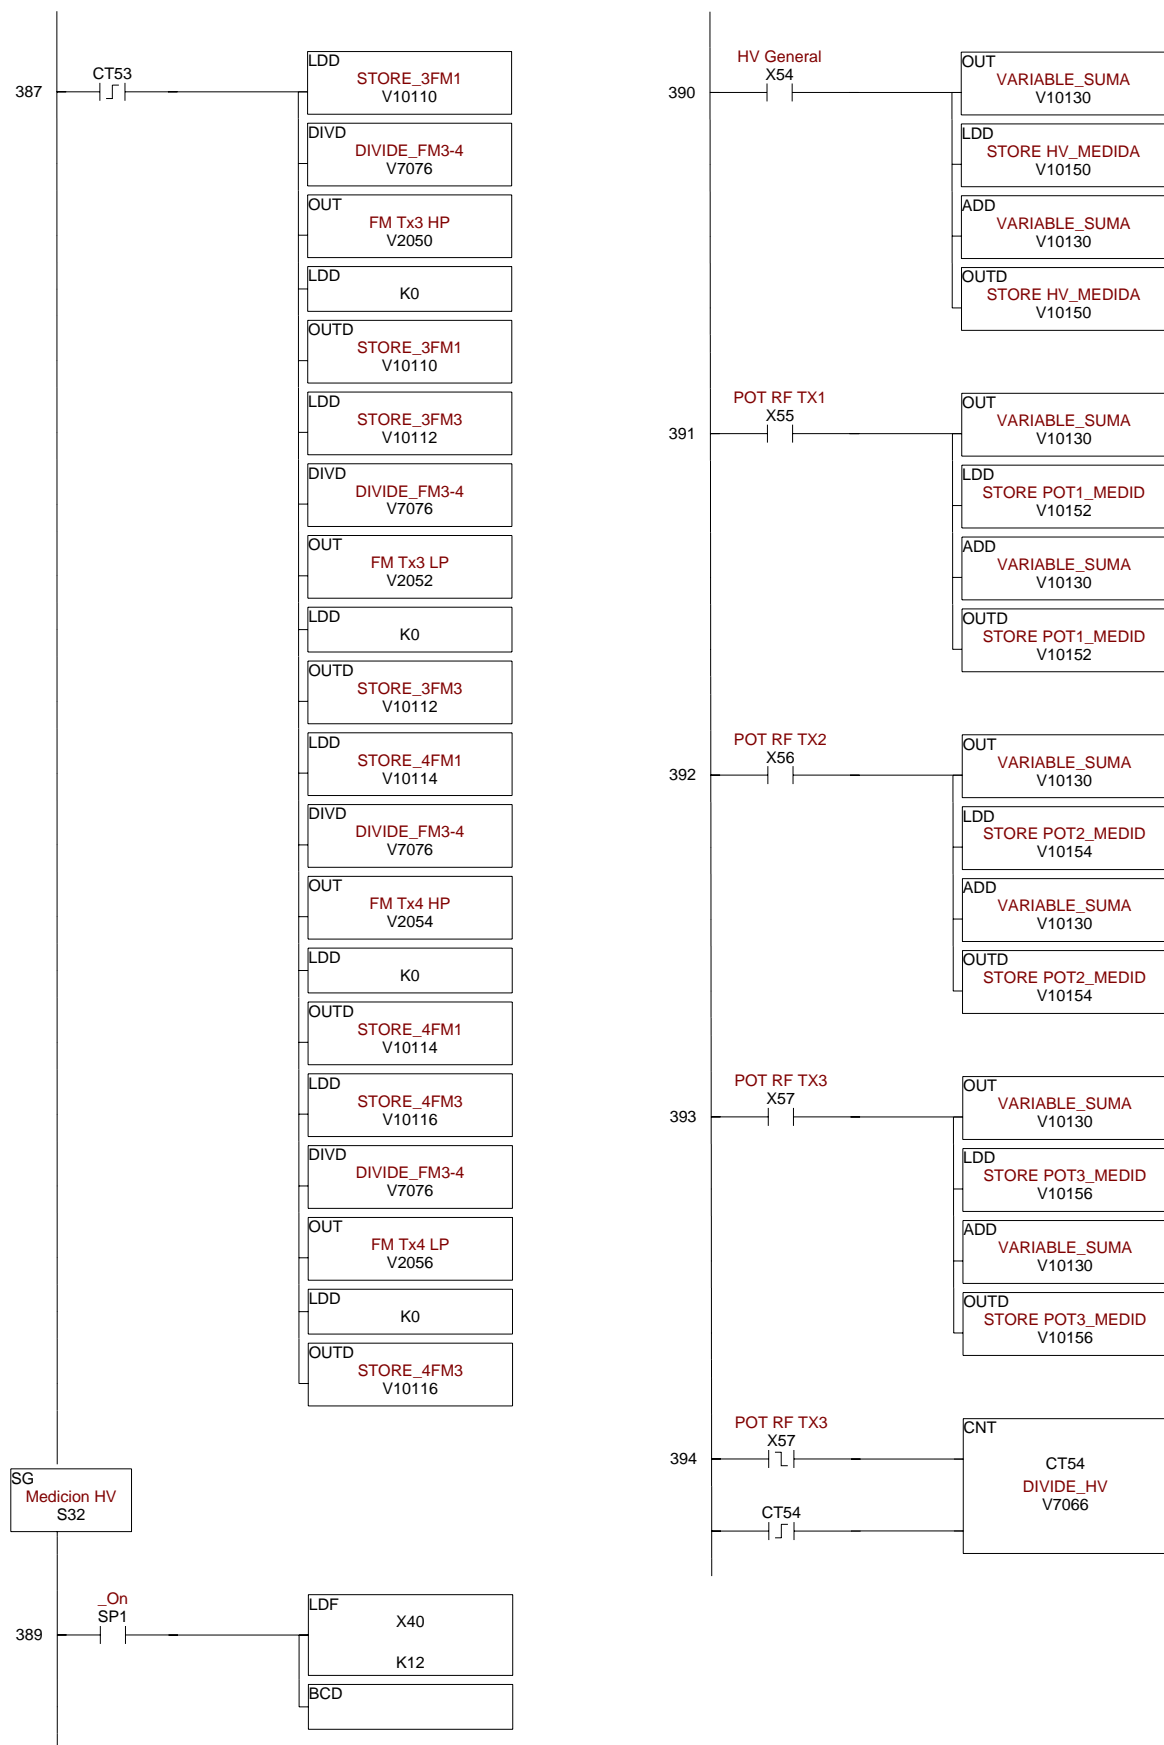 387
CT53
LDD
STORE_3FM1
V10110
DIVD
DIVIDE_FM3-4
V7076
OUT
FM Tx3 HP
V2050
LDD
K0
OUTD
STORE_3FM1
V10110
LDD
STORE_3FM3
V10112
DIVD
DIVIDE_FM3-4
V7076
OUT
FM Tx3 LP
V2052
LDD
K0
OUTD
STORE_3FM3
V10112
LDD
STORE_4FM1
V10114
DIVD
DIVIDE_FM3-4
V7076
OUT
FM Tx4 HP
V2054
LDD
K0
OUTD
STORE_4FM1
V10114
LDD
STORE_4FM3
V10116
DIVD
DIVIDE_FM3-4
V7076
OUT
FM Tx4 LP
V2056
LDD
K0
OUTD
STORE_4FM3
V10116
SG
Medicion HV
S32
389
_On
SP1
LDF
X40
K12
BCD
390
HV General
X54
OUT
VARIABLE_SUMA
V10130
LDD
STORE HV_MEDIDA
V10150
ADD
VARIABLE_SUMA
V10130
OUTD
STORE HV_MEDIDA
V10150
391
POT RF TX1
X55
OUT
VARIABLE_SUMA
V10130
LDD
STORE POT1_MEDID
V10152
ADD
VARIABLE_SUMA
V10130
OUTD
STORE POT1_MEDID
V10152
392
POT RF TX2
X56
OUT
VARIABLE_SUMA
V10130
LDD
STORE POT2_MEDID
V10154
ADD
VARIABLE_SUMA
V10130
OUTD
STORE POT2_MEDID
V10154
393
POT RF TX3
X57
OUT
VARIABLE_SUMA
V10130
LDD
STORE POT3_MEDID
V10156
ADD
VARIABLE_SUMA
V10130
OUTD
STORE POT3_MEDID
V10156
394
POT RF TX3
X57
CT54
CNT
CT54
DIVIDE_HV
V7066